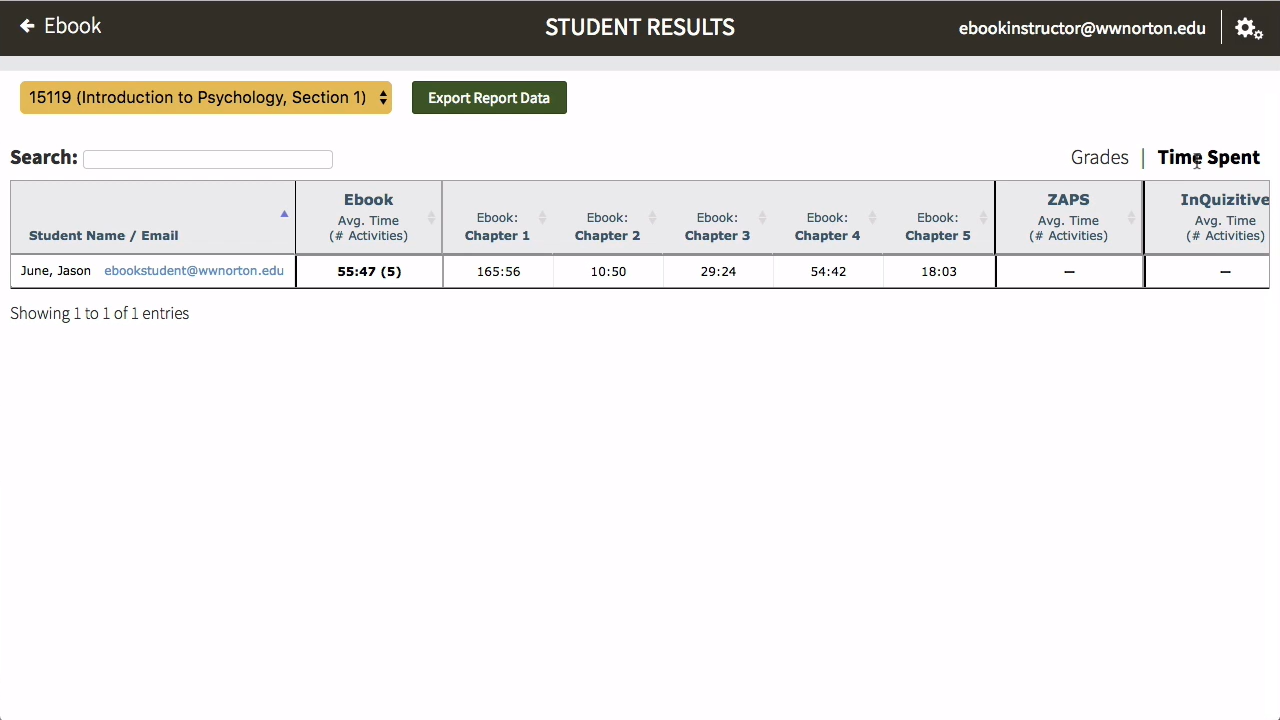 Ebook
STUDENT RESULTS
ebookinstructor@wwnorton.edu
15119 (Introduction to Psychology, Section 1)
Export Report Data
Search:
Grades | Time Spent
Student Name / Email
Ebook
Avg. Time
(# Activities)
Ebook:
Chapter 1
Ebook:
Chapter 2
Ebook:
Chapter 3
Ebook:
Chapter 4
Ebook:
Chapter 5
ZAPS
Avg. Time
(# Activities)
InQuizitive
Avg. Time
(# Activities)
June, Jason ebookstudent@wwnorton.edu 55:47 (5) 165:56 10:50 29:24 54:42 18:03 — —
Showing 1 to 1 of 1 entries